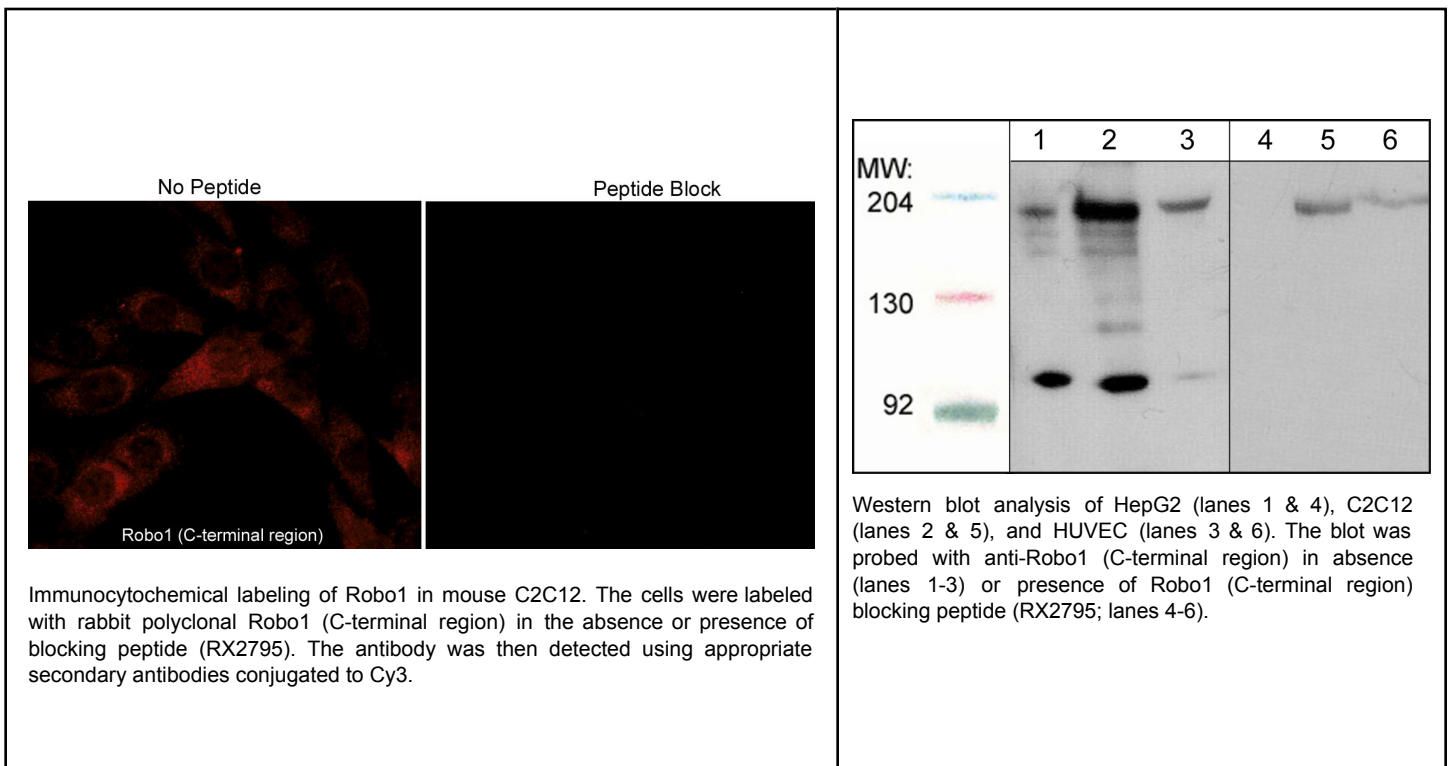 No Peptide
Peptide Block
Robo1 (C-terminal region)
Immunocytochemical labeling of Robo1 in mouse C2C12. The cells were labeled
with rabbit polyclonal Robo1 (C-terminal region) in the absence or presence of
blocking peptide (RX2795). The antibody was then detected using appropriate
secondary antibodies conjugated to Cy3.
1 2 3 4 5 6
MW:
204
130
92
Western blot analysis of HepG2 (lanes 1 & 4), C2C12
(lanes 2 & 5), and HUVEC (lanes 3 & 6). The blot was
probed with anti-Robo1 (C-terminal region) in absence
(lanes 1-3) or presence of Robo1 (C-terminal region)
blocking peptide (RX2795; lanes 4-6).